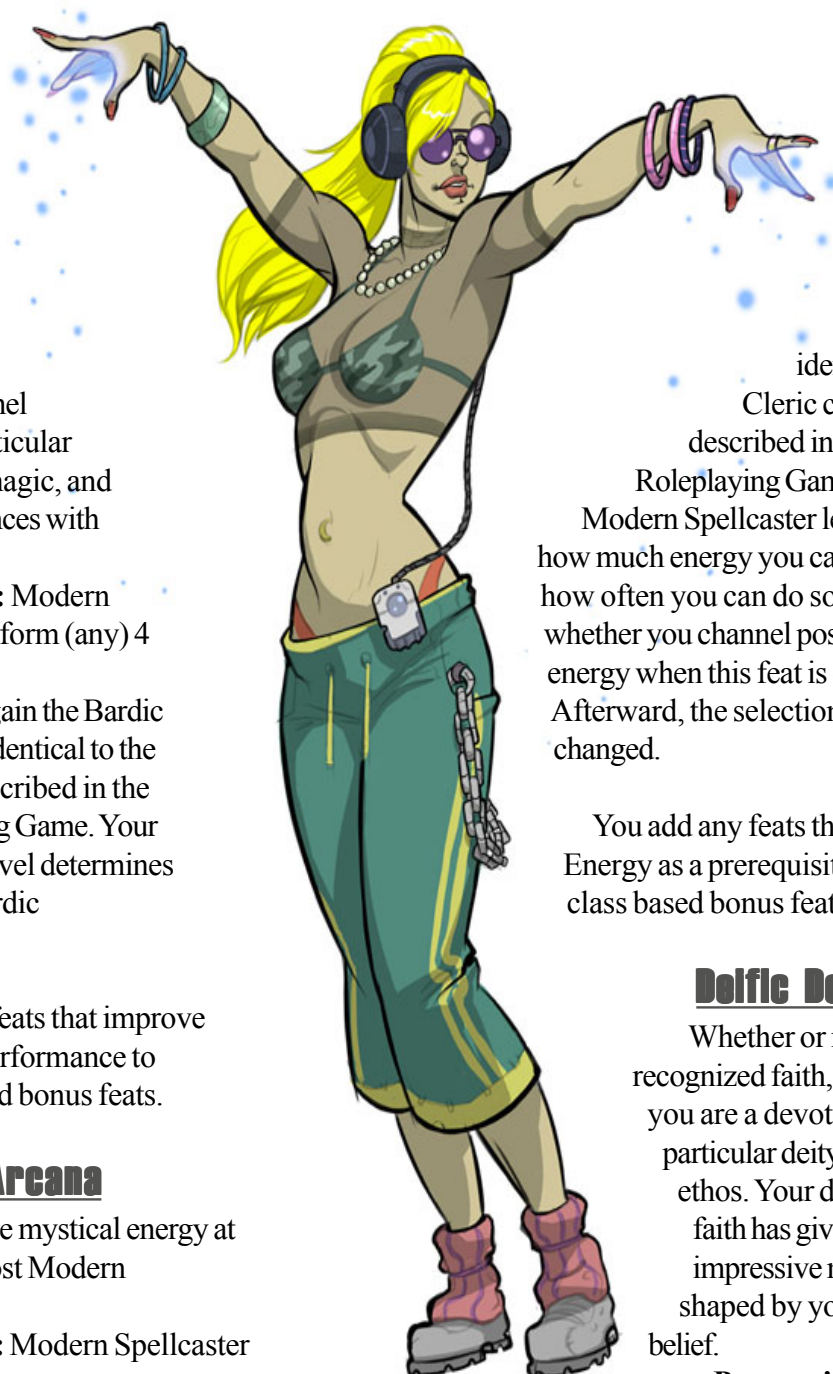 nel
ticular
nagic, and
nces with
: Modern
form (any) 4
gain the Bardic
dentical to the
cribed in the
g Game. Your
vel determines
rdic
feats that improve
erformance to
d bonus feats.
Arcana
e mystical energy at
ost Modern
: Modern Spellcaster
ide
Cleric c
described in
Roleplaying Gam
Modern Spellcaster le
how much energy you ca
how often you can do so
whether you channel pos
energy when this feat is
Afterward, the selection
changed.
You add any feats th
Energy as a prerequisit
class based bonus feat
Deific De
Whether or n
recognized faith,
you are a devot
particular deity
ethos. Your d
faith has giv
impressive m
shaped by yo
belief.